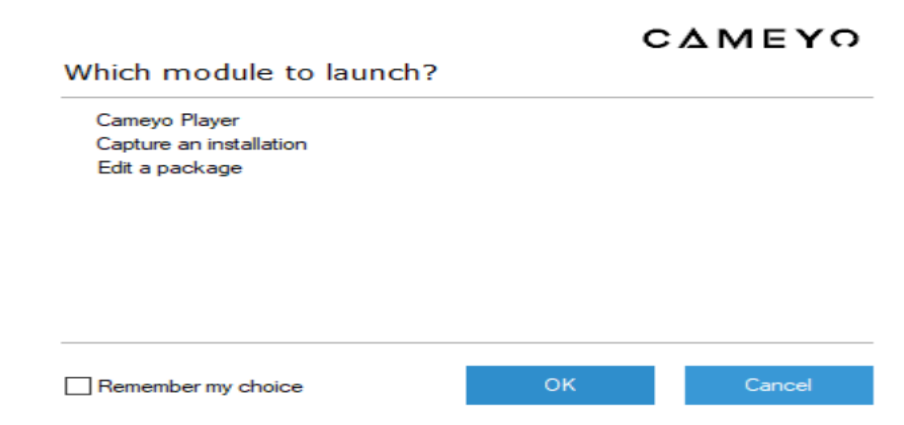 CAMEYO
Which module to launch?
Cameyo Player
Capture an installation
Edit a package
Remember my choice
OK
Cancel